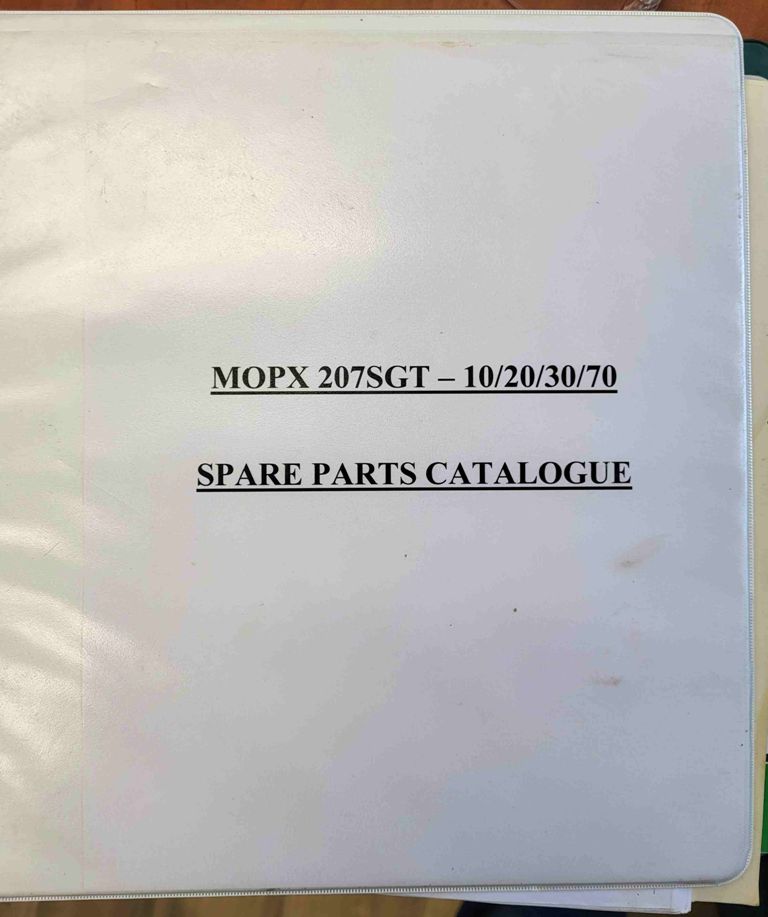 MOPX 207SGT – 10/20/30/70
SPARE PARTS CATALOGUE